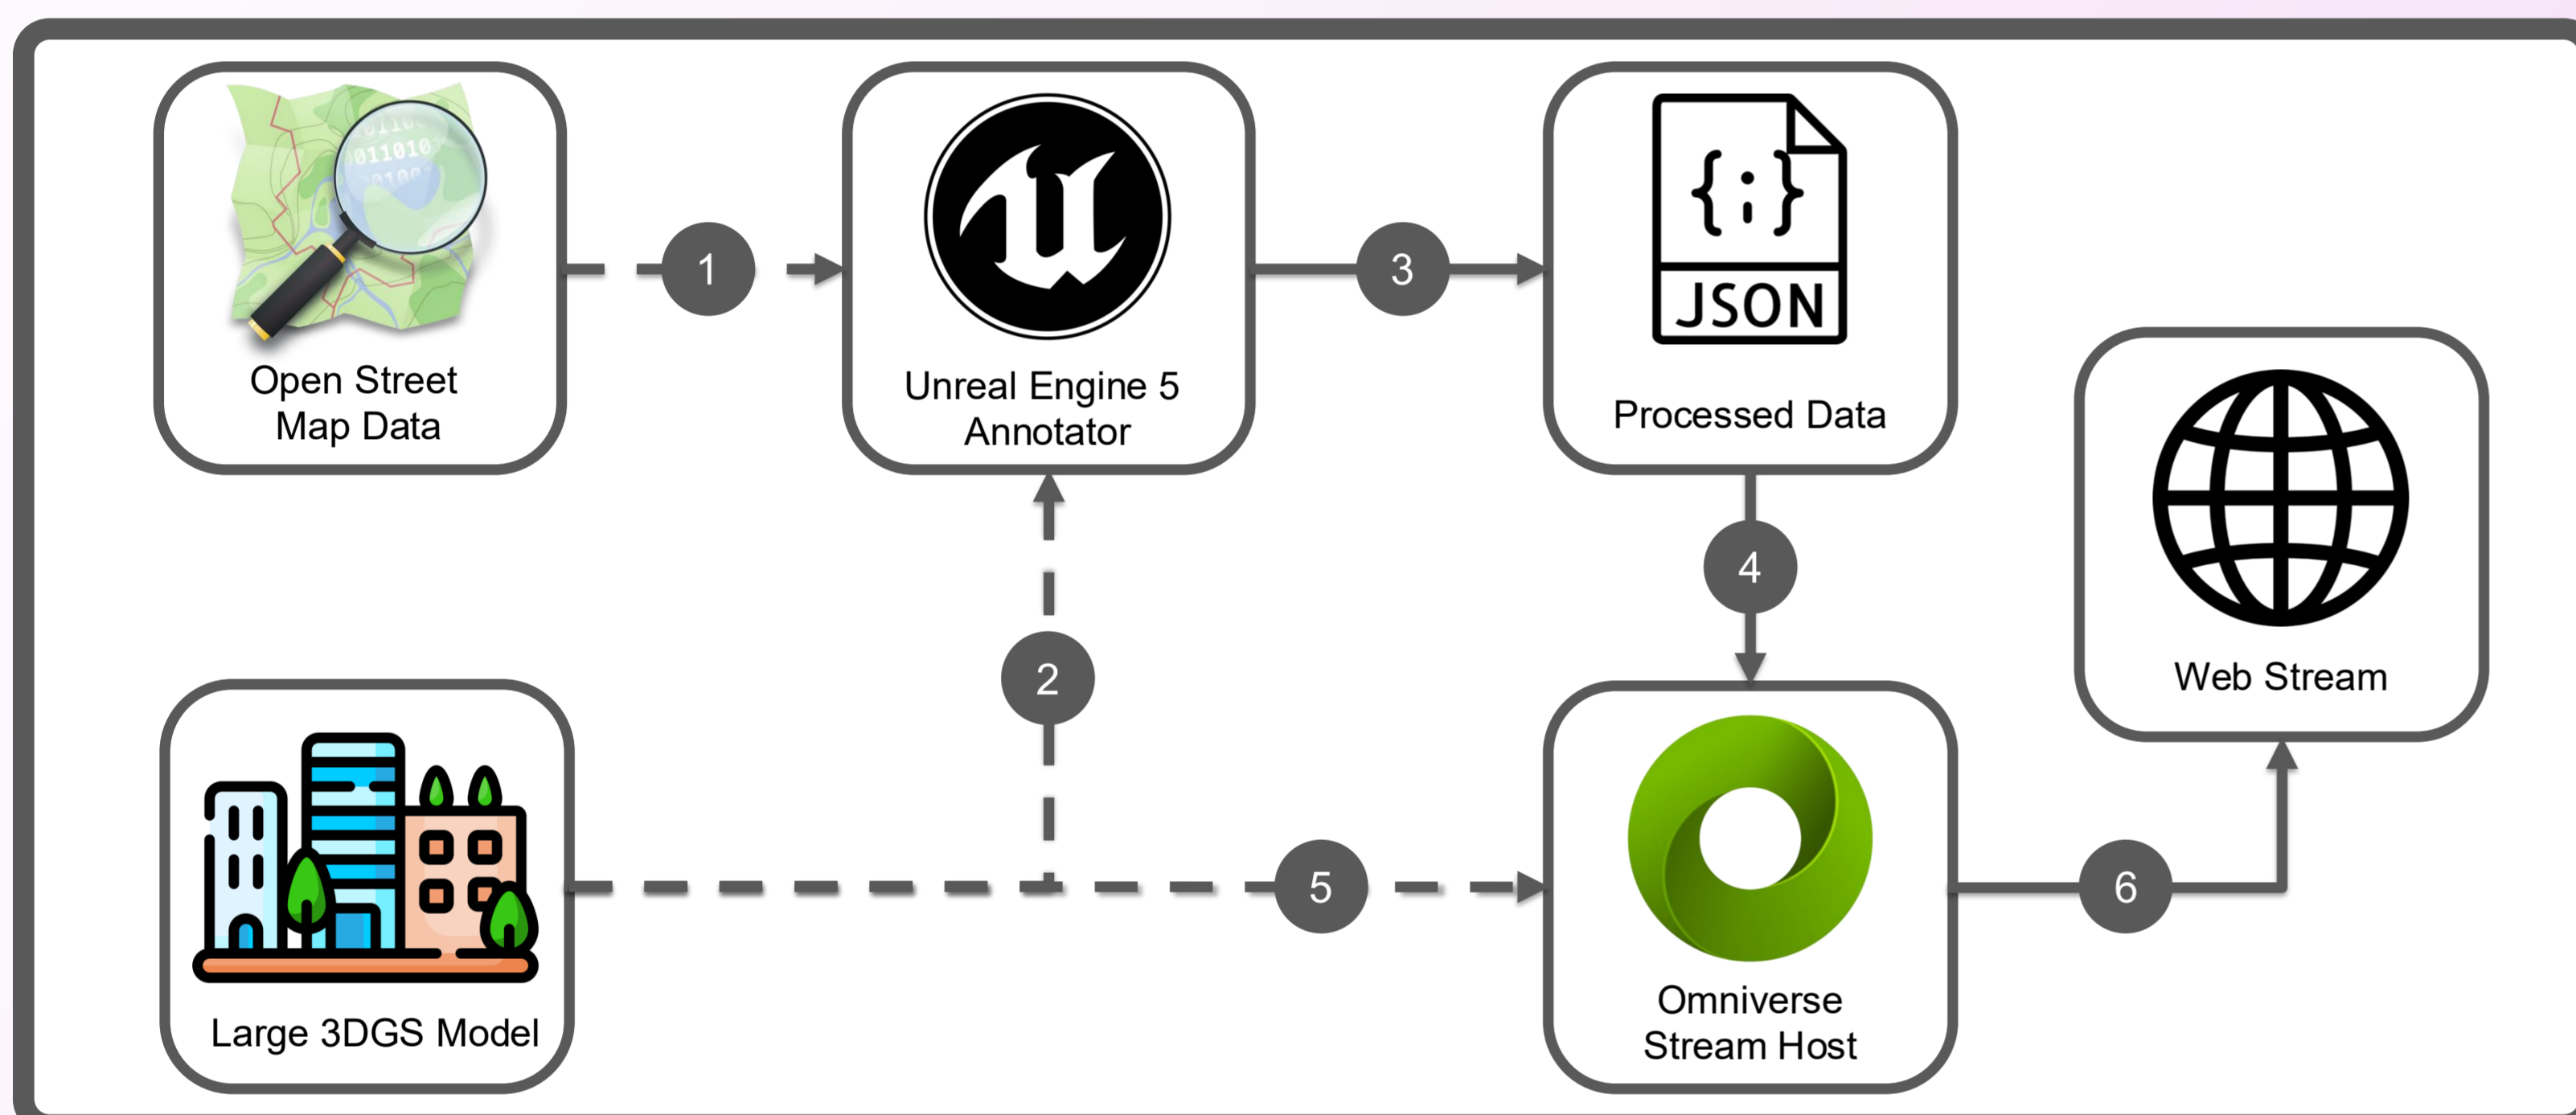 Open Street
Map Data
1
Unreal Engine 5
Annotator
3
JSON
Processed Data
4
2
Web Stream
Large 3DGS Model
5
Omniverse
Stream Host
6